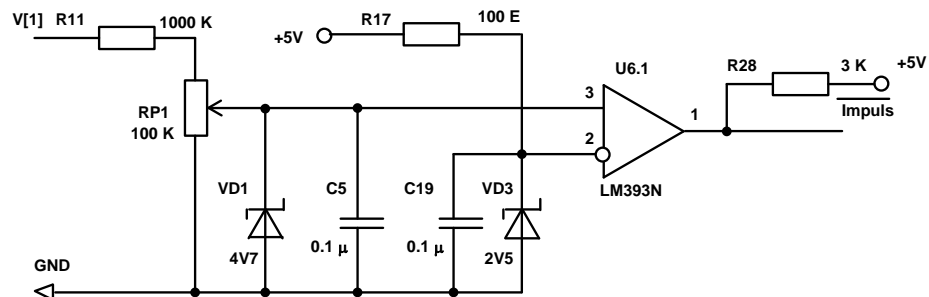 V[1] R11 1000 K
R17 100 E
+5V
U6.1
R28 3 K +5V
Impuls
RP1
100 K
3
2
1
LM393N
VD1 C5 C19 VD3
4V7 0.1 μ 0.1 μ 2V5
GND